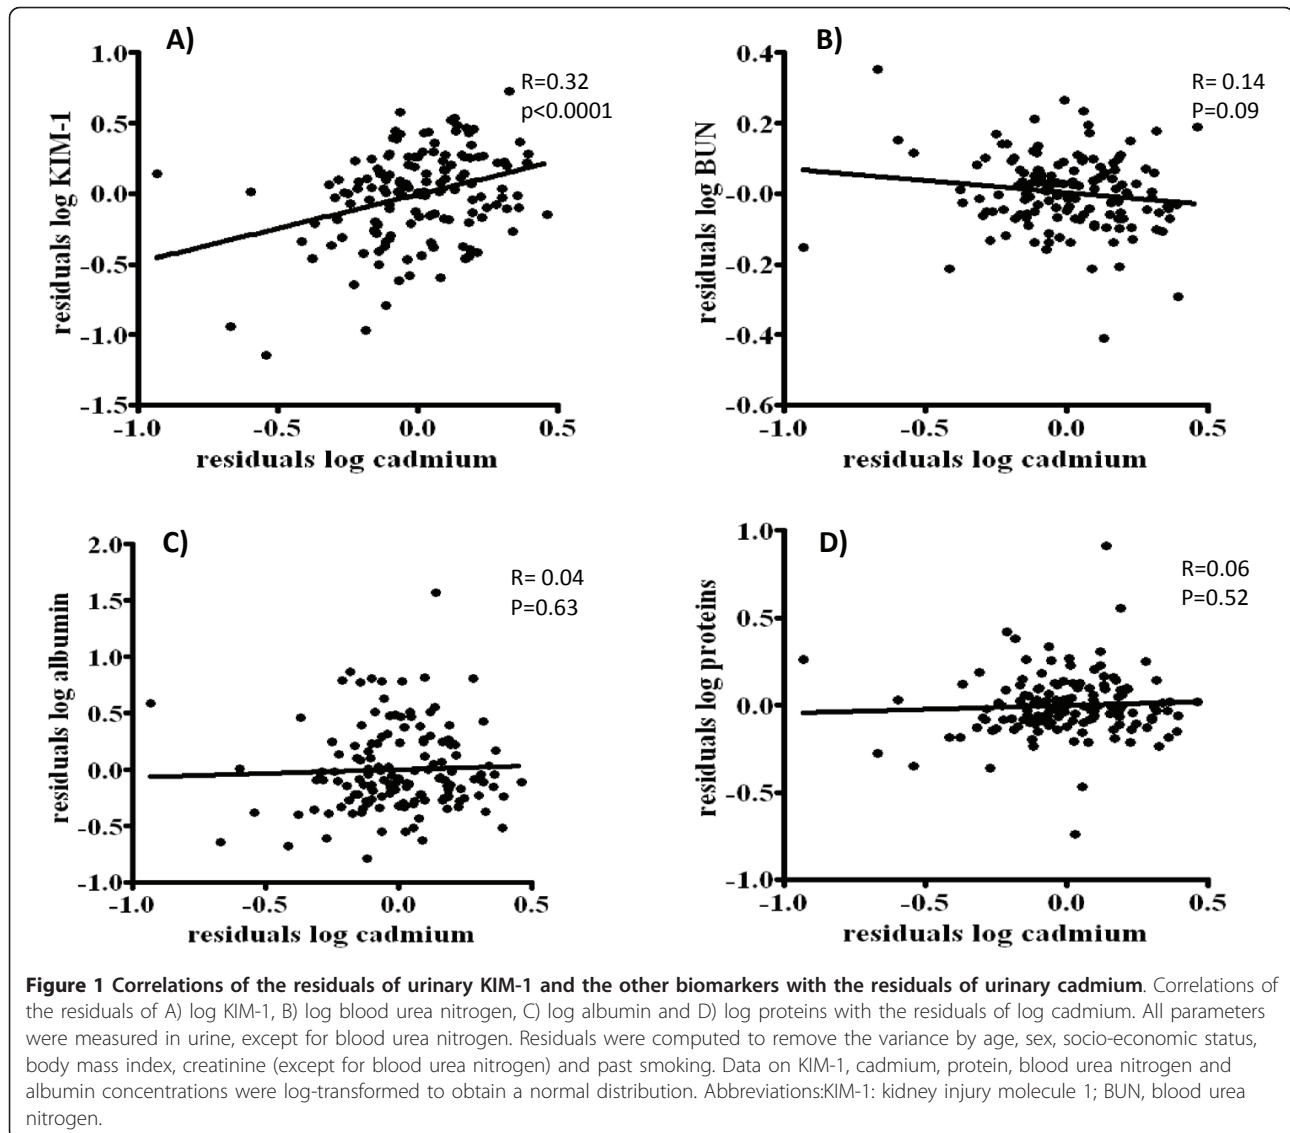 A)
R=0.32
p<0.0001
1.0
0.5
0.0
-0.5
-1.0
-1.5
-1.0
-0.5
0.0
0.5
residuals log KIM-1
residuals log cadmium
B)
R= 0.14
P=0.09
0.4
0.2
-0.0
-0.2
-0.4
-0.6
-1.0
-0.5
0.0
0.5
residuals log BUN
residuals log cadmium
C)
R= 0.04
P=0.63
2.0
1.5
1.0
0.5
0.0
-0.5
-1.0
-1.0
-0.5
0.0
0.5
residuals log albumin
residuals log cadmium
D)
R=0.06
P=0.52
1.0
0.5
0.0
-0.5
-1.0
-1.0
-0.5
0.0
0.5
residuals log proteins
residuals log cadmium
Figure 1 Correlations of the residuals of urinary KIM-1 and the other biomarkers with the residuals of urinary cadmium. Correlations of
the residuals of A) log KIM-1, B) log blood urea nitrogen, C) log albumin and D) log proteins with the residuals of log cadmium. All parameters
were measured in urine, except for blood urea nitrogen. Residuals were computed to remove the variance by age, sex, socio-economic status,
body mass index, creatinine (except for blood urea nitrogen) and past smoking. Data on KIM-1, cadmium, protein, blood urea nitrogen and
albumin concentrations were log-transformed to obtain a normal distribution. Abbreviations:KIM-1: kidney injury molecule 1; BUN, blood urea
nitrogen.